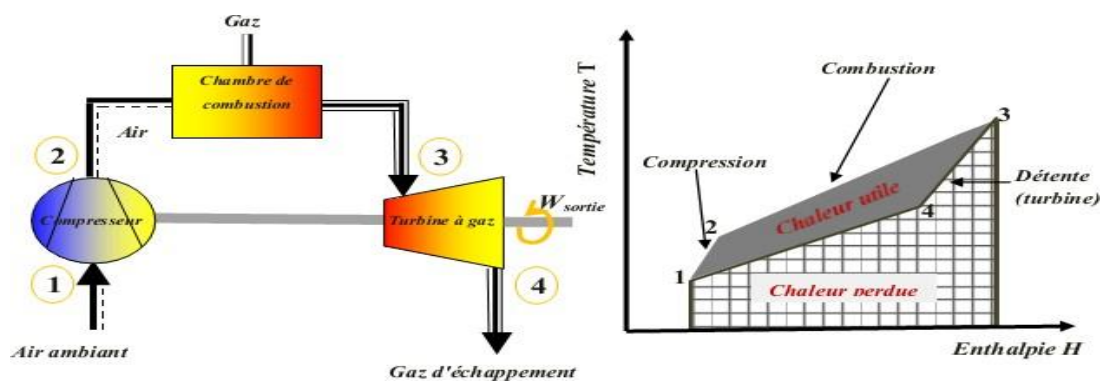 Gaz
Chambre de
combustion
Air
2
3
Compresseur
Turbine à gaz
W sortie
1
4
Air ambiant
Gaz d'échappement
Température T
Combustion
Compression
3
Détente
(turbine)
2
Chaleur utile
4
1
Chaleur perdue
Enthalpie H